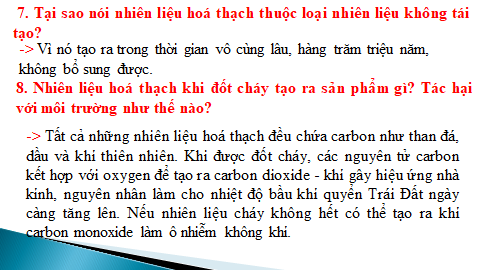 7. Tại sao nói nhiên liệu hoá thạch thuộc loại nhiên liệu không tái
tạo?
-> Vì nó tạo ra trong thời gian vô cùng lâu, hàng trăm triệu năm,
không bổ sung được.
8. Nhiên liệu hoá thạch khi đốt cháy tạo ra sản phẩm gì? Tác hại
với môi trường như thế nào?
-> Tất cả những nhiên liệu hoá thạch đều chứa carbon như than đá,
dầu và khí thiên nhiên. Khi được đốt cháy, các nguyên tử carbon
kết hợp với oxygen để tạo ra carbon dioxide - khí gây hiệu ứng nhà
kính, nguyên nhân làm cho nhiệt độ bầu khí quyển Trái Đất ngày
càng tăng lên. Nếu nhiên liệu cháy không hết có thể tạo ra khí
carbon monoxide làm ô nhiễm không khí.